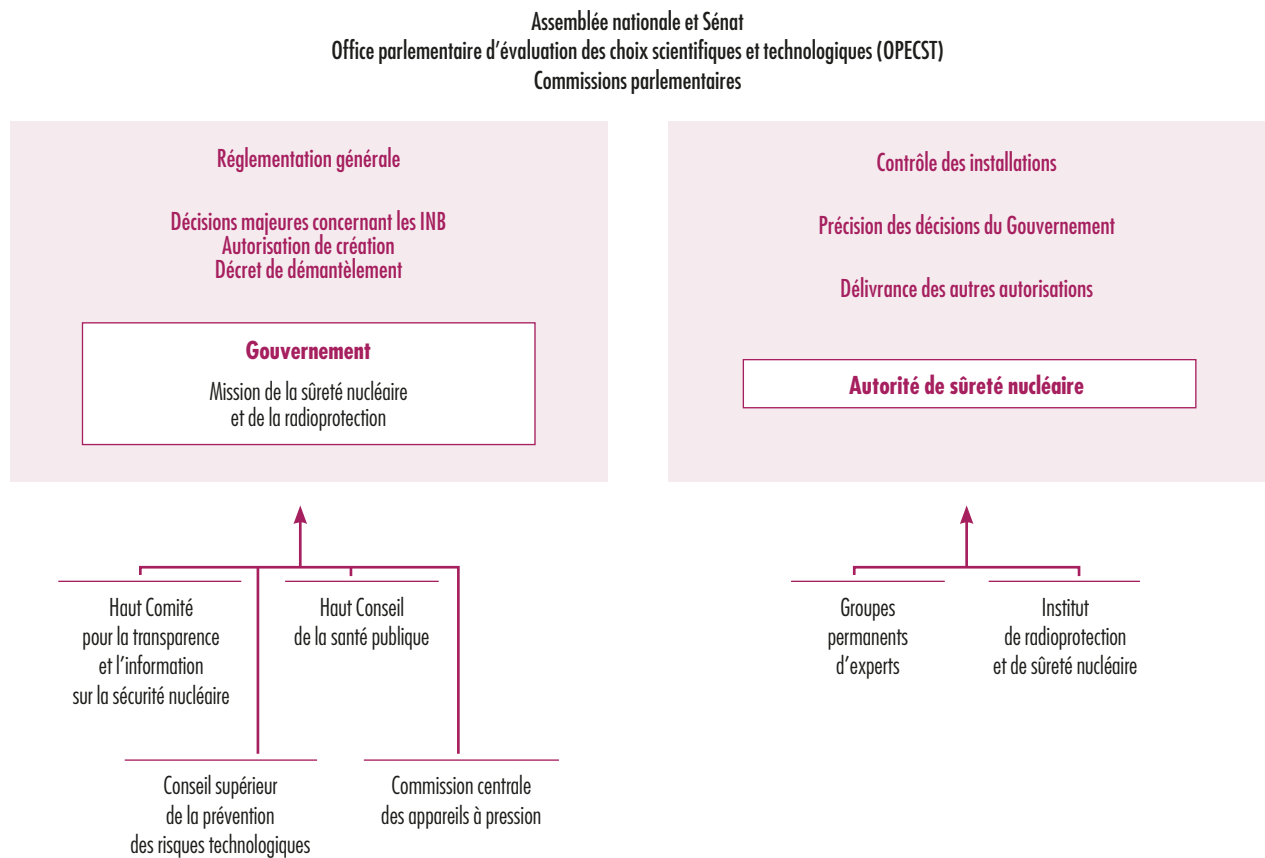 Assemblée nationale et Sénat
Office parlementaire d'évaluation des choix scientifiques et technologiques (OPECST)
Commissions parlementaires
Réglementation générale
Décisions majeures concernant les INB
Autorisation de création
Décret de démantèlement
Gouvernement
Mission de la sûreté nucléaire
et de la radioprotection
Contrôle des installations
Précision des décisions du Gouvernement
Délivrance des autres autorisations
Autorité de sûreté nucléaire
Haut Comité
pour la transparence
et l'information
sur la sécurité nucléaire
Haut Conseil
de la santé publique
Conseil supérieur
de la prévention
des risques technologiques
Commission centrale
des appareils à pression
Groupes
permanents
d'experts
Institut
de radioprotection
et de sûreté nucléaire